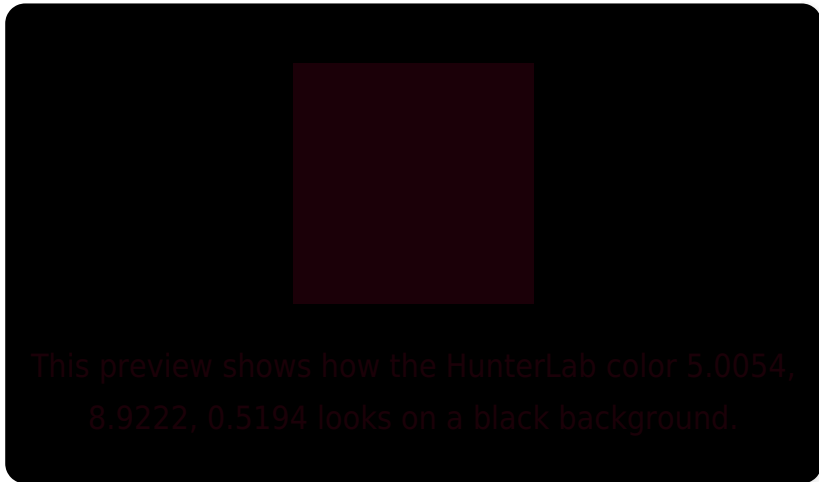 This preview shows how the HunterLab color 5.0054,
8.9222, 0.5194 looks on a black background.